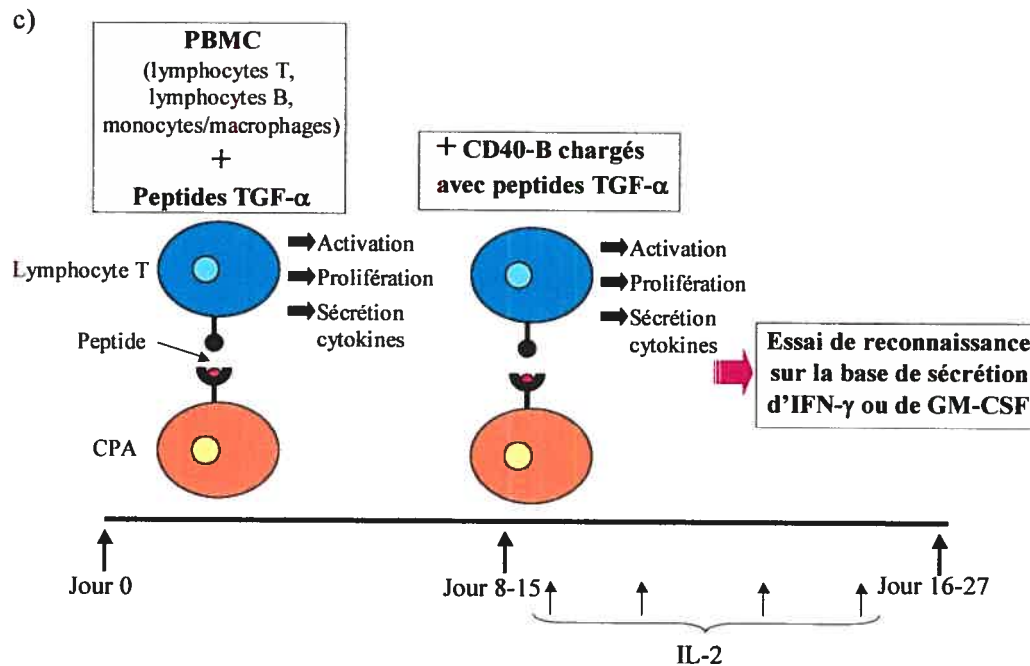 c)
PBMC
(lymphocytes T,
lymphocytes B,
monocytes/macrophages)
+
Peptides TGF-α
+ CD40-B chargés
avec peptides TGF-α
Lymphocyte T
Activation
Prolifération
Sécrétion
cytokines
Peptide
CPA
Activation
Prolifération
Sécrétion
cytokines
Essai de reconnaissance
sur la base de sécrétion
d'IFN-γ ou de GM-CSF
Jour 0
Jour 8-15
Jour 16-27
IL-2